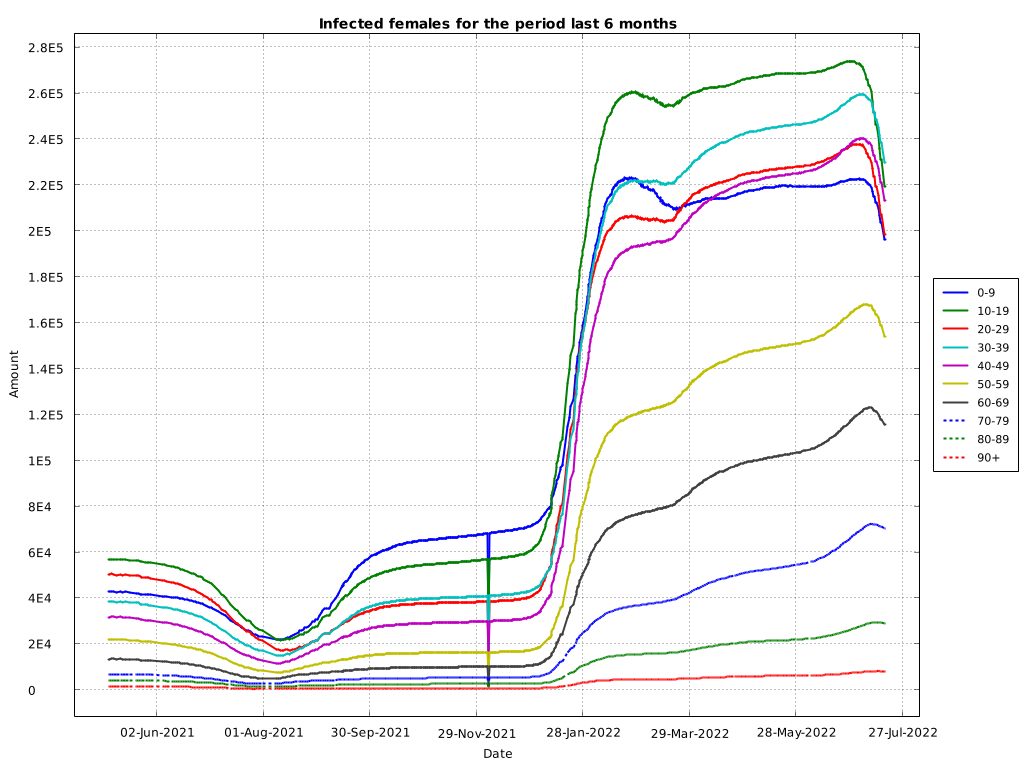 Infected females for the period last 6 months
2.8E5
2.6E5
2.4E5
2.2E5
2E5
1.8E5
1.6E5
1.4E5
1.2E5
1E5
8E4
6E4
4E4
2E4
0
Amount
02-Jun-2021 01-Aug-2021 30-Sep-2021 29-Nov-2021 28-Jan-2022 29-Mar-2022 28-May-2022 27-Jul-2022
Date
0-9
10-19
20-29
30-39
40-49
50-59
60-69
70-79
80-89
90+